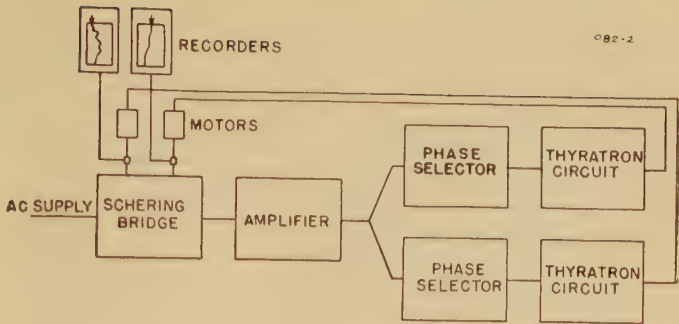 RECORDERS
082-2
MOTORS
AC SUPPLY
SCHERING
BRIDGE
AMPLIFIER
PHASE
SELECTOR
THYRATRON
CIRCUIT
PHASE
SELECTOR
THYRATRON
CIRCUIT